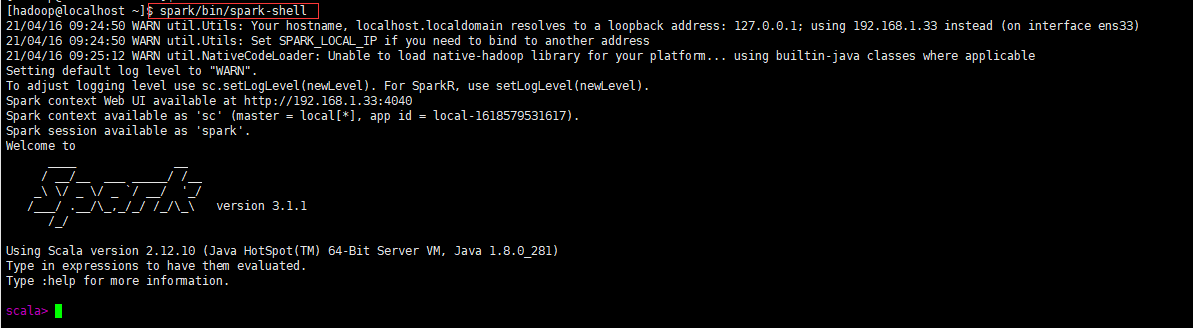 [hadoop@localhost ~]$ spark/bin/spark-shell
21/04/16 09:24:50 WARN util.Utils: Your hostname, localhost.localdomain resolves to a loopback address: 127.0.0.1; using 192.168.1.33 instead (on interface ens33)
21/04/16 09:24:50 WARN util.Utils: Set SPARK_LOCAL_IP if you need to bind to another address
21/04/16 09:25:12 WARN util.NativeCodeLoader: Unable to load native-hadoop library for your platform... using builtin-java classes where applicable
Setting default log level to "WARN".
To adjust logging level use sc.setLogLevel(newLevel). For SparkR, use setLogLevel(newLevel).
Spark context Web UI available at http://192.168.1.33:4040
Spark context available as 'sc' (master = local[*], app id = local-1618579531617).
Spark session available as 'spark'.
Welcome to
      ____              __
     / __/__  ___ _____/ /__
    _\ \/ _ \/ _ `/ __/  '_/
   /___/ .__/\_,_/_/ /_/\_\   version 3.1.1
      /_/
Using Scala version 2.12.10 (Java HotSpot(TM) 64-Bit Server VM, Java 1.8.0_281)
Type in expressions to have them evaluated.
Type :help for more information.
scala>